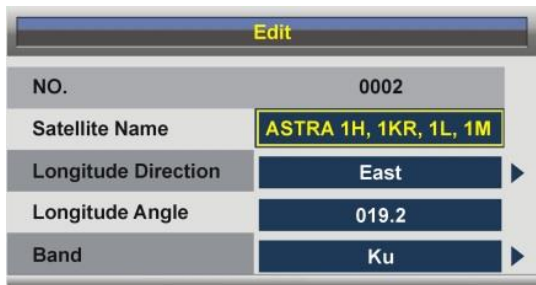 Edit
NO. 0002
Satellite Name ASTRA 1H, 1KR, 1L, 1M
Longitude Direction East
Longitude Angle 019.2
Band Ku